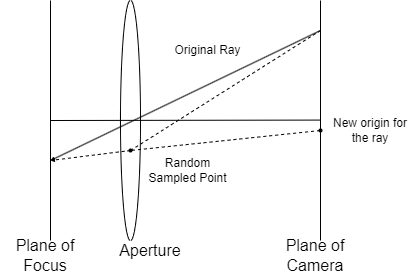 Original Ray
New origin for
the ray
Random
Sampled Point
Plane of
Focus
Aperture
Plane of
Camera